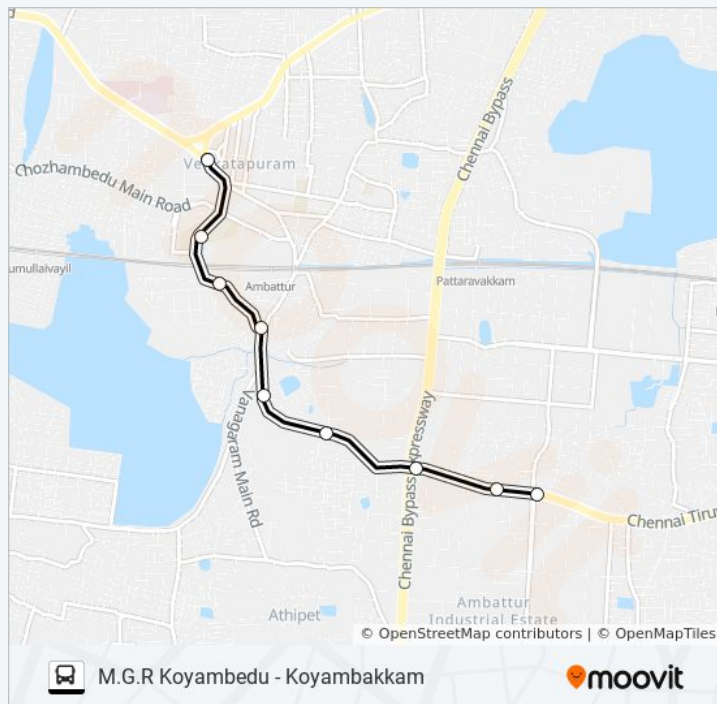 Venkatapuram
Chozhambedu Main Road
Chennai Bypass
umullaivayil
Ambattur
Pattaravakkam
Vanagaram Main Rd
Chennai Bypass Expressway
Chennai Tiru
Athipet
Ambattur
Industrial Estate
© OpenStreetMap contributors | © OpenMapTiles
M.G.R Koyambedu - Koyambakkam
moovit